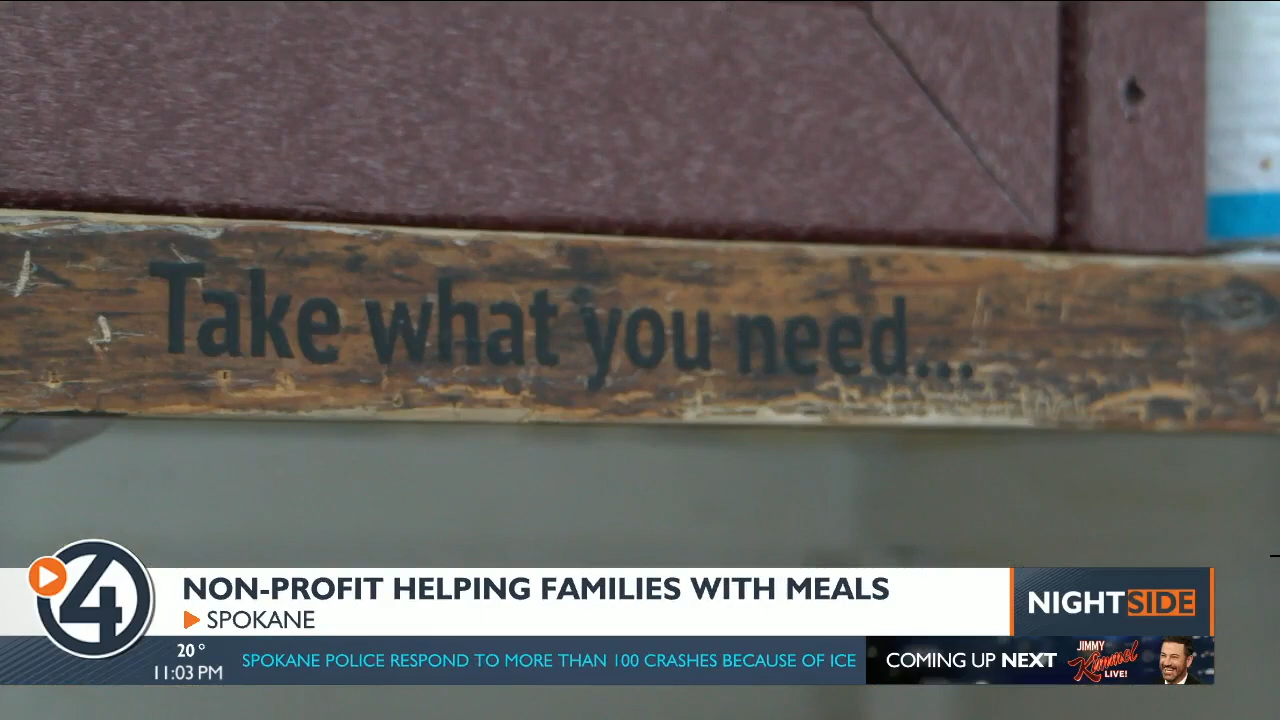 Take what you need...
4
NON-PROFIT HELPING FAMILIES WITH MEALS
SPOKANE
NIGHTSIDE
20°
11:03 PM
SPOKANE POLICE RESPOND TO MORE THAN 100 CRASHES BECAUSE OF ICE
COMING UP NEXT
JIMMY
Kimmel
LIVE!